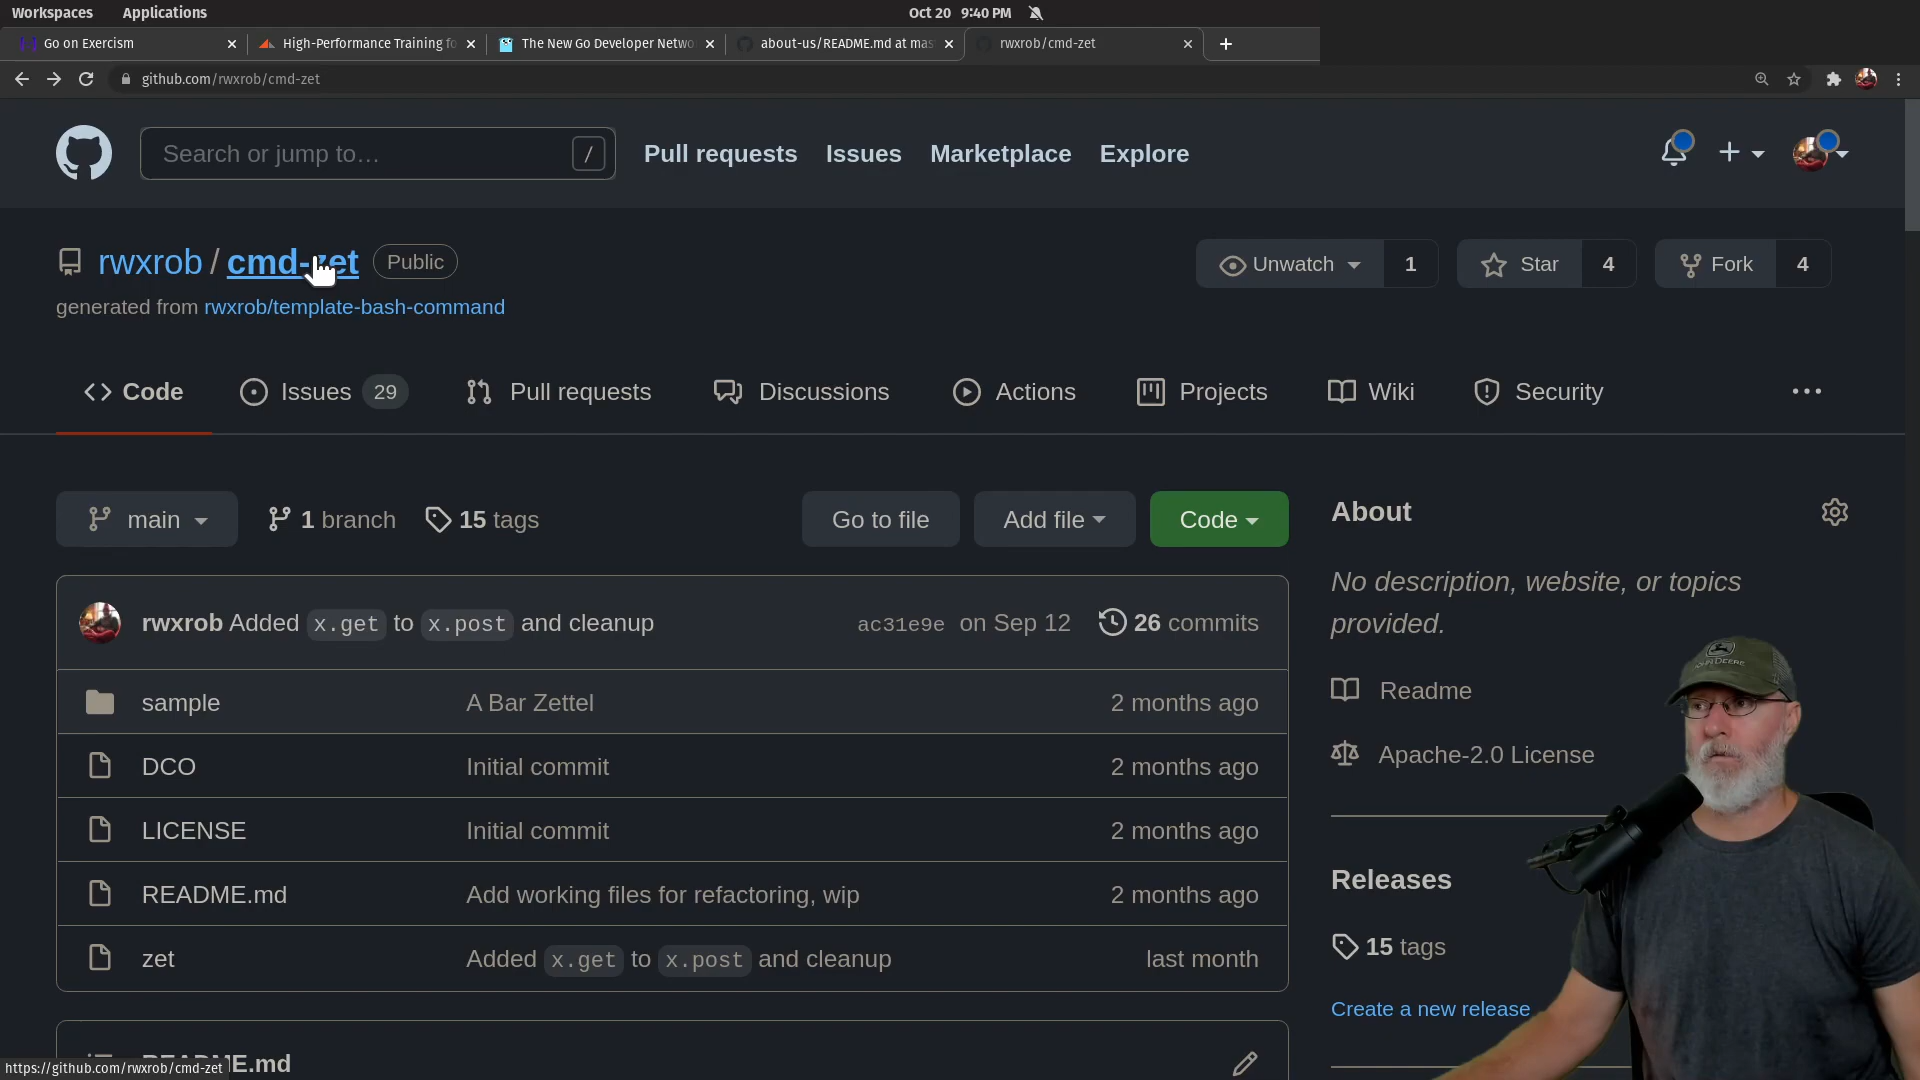 Workspaces Applications Oct 20 9:40 PM
Go on Exercism High-Performance Training fo The New Go Developer Netwo about-us/README.md at mas rwxrob/cmd-zet
github.com/rwxrob/cmd-zet
Search or jump to… / Pull requests Issues Marketplace Explore
rwxrob / cmd-zet Public Unwatch 1 Star 4 Fork 4
generated from rwxrob/template-bash-command
Code Issues 29 Pull requests Discussions Actions Projects Wiki Security
main 1 branch 15 tags Go to file Add file Code
About
No description, website, or topics
provided.
rwxrob Added x.get to x.post and cleanup ac31e9e on Sep 12 26 commits
sample A Bar Zettel 2 months ago
Readme
DCO Initial commit 2 months ago
Apache-2.0 License
LICENSE Initial commit 2 months ago
README.md Add working files for refactoring, wip 2 months ago
Releases
zet Added x.get to x.post and cleanup last month
15 tags
Create a new release
README.md
https://github.com/rwxrob/cmd-zet
JOHN DEERE